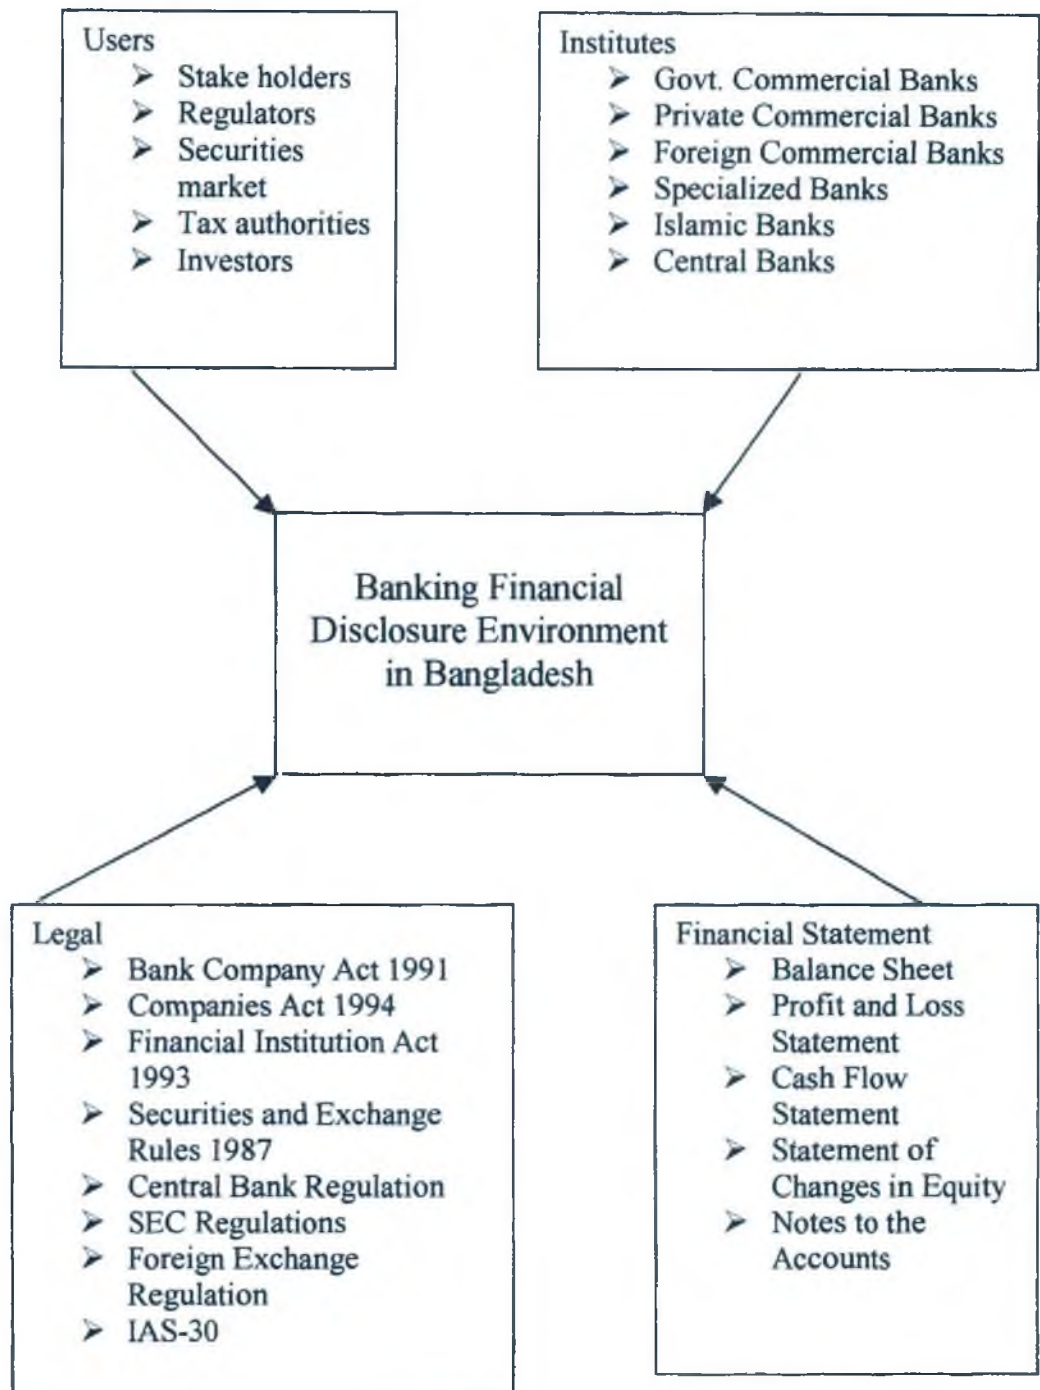 Users
➢ Stake holders
➢ Regulators
➢ Securities
market
➢ Tax authorities
➢ Investors
Institutes
➢ Govt. Commercial Banks
➢ Private Commercial Banks
➢ Foreign Commercial Banks
➢ Specialized Banks
➢ Islamic Banks
➢ Central Banks
Banking Financial
Disclosure Environment
in Bangladesh
Legal
➢ Bank Company Act 1991
➢ Companies Act 1994
➢ Financial Institution Act
1993
➢ Securities and Exchange
Rules 1987
➢ Central Bank Regulation
➢ SEC Regulations
➢ Foreign Exchange
Regulation
➢ IAS-30
Financial Statement
➢ Balance Sheet
➢ Profit and Loss
Statement
➢ Cash Flow
Statement
➢ Statement of
Changes in Equity
➢ Notes to the
Accounts